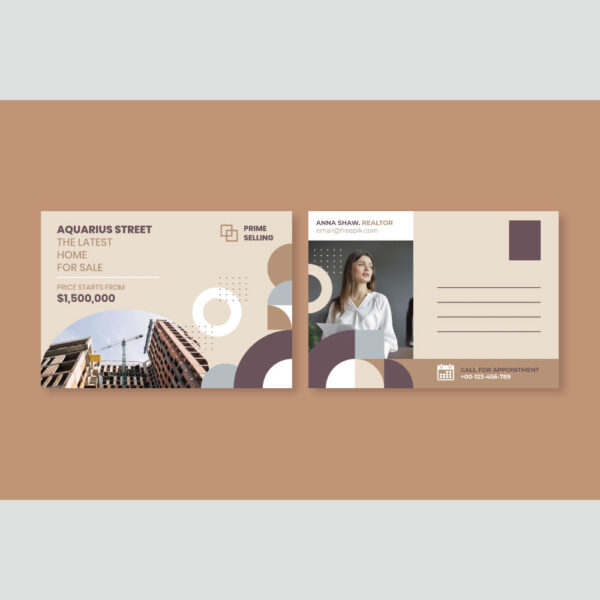 AQUARIUS STREET
THE LATEST
HOME
FOR SALE
PRICE STARTS FROM
$1,500,000
PRIME
SELLING
ANNA SHAW. REALTOR
email@freepik.com
CALL FOR APPOINTMENT
+00-123-456-789